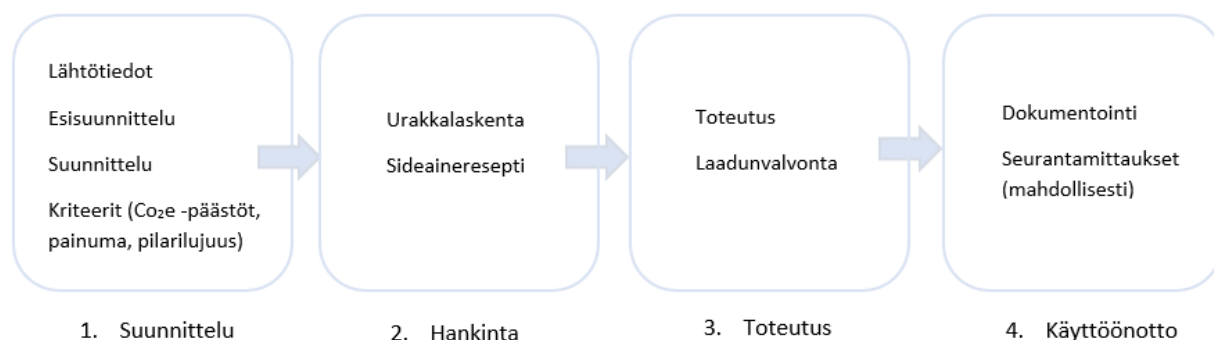 Lähtötiedot
Esisuunnittelu
Suunnittelu
Kriteerit (Co₂e -päästöt,
painuma, pilarilujuus)
Urakkalaskenta
Sideaineresepti
Toteutus
Laadunvalvonta
Dokumentointi
Seurantamittaukset
(mahdollisesti)
1. Suunnittelu
2. Hankinta
3. Toteutus
4. Käyttöönotto